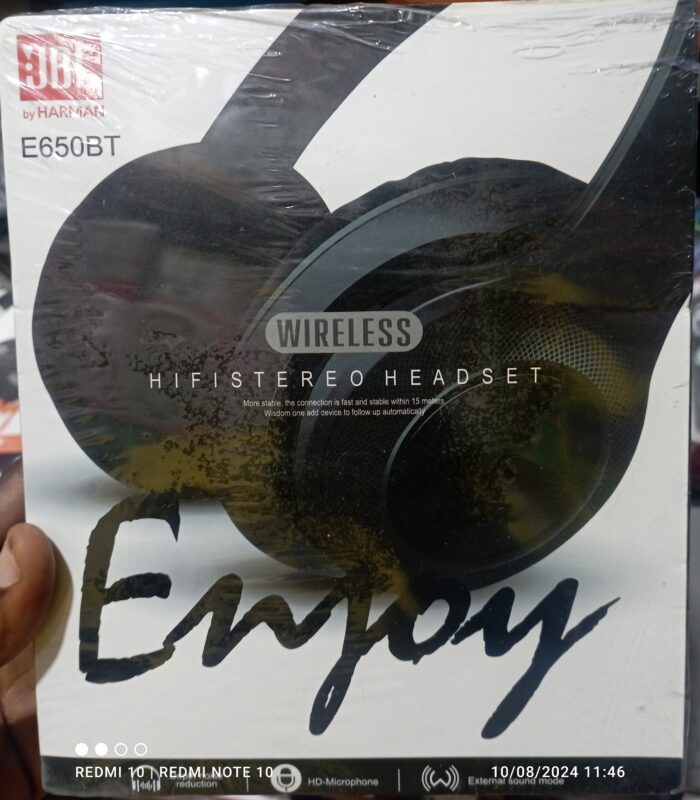 JBL
by HARMAN
E650BT
WIRELESS
HIFISTEREO HEADSET
More stable, the connection is fast and stable within 15 meters,
Wisdom one add device to follow up automatically
Enjoy
reduction
HD-Microphone
External sound mode
REDMI 10 | REDMI NOTE 10
10/08/2024 11:46